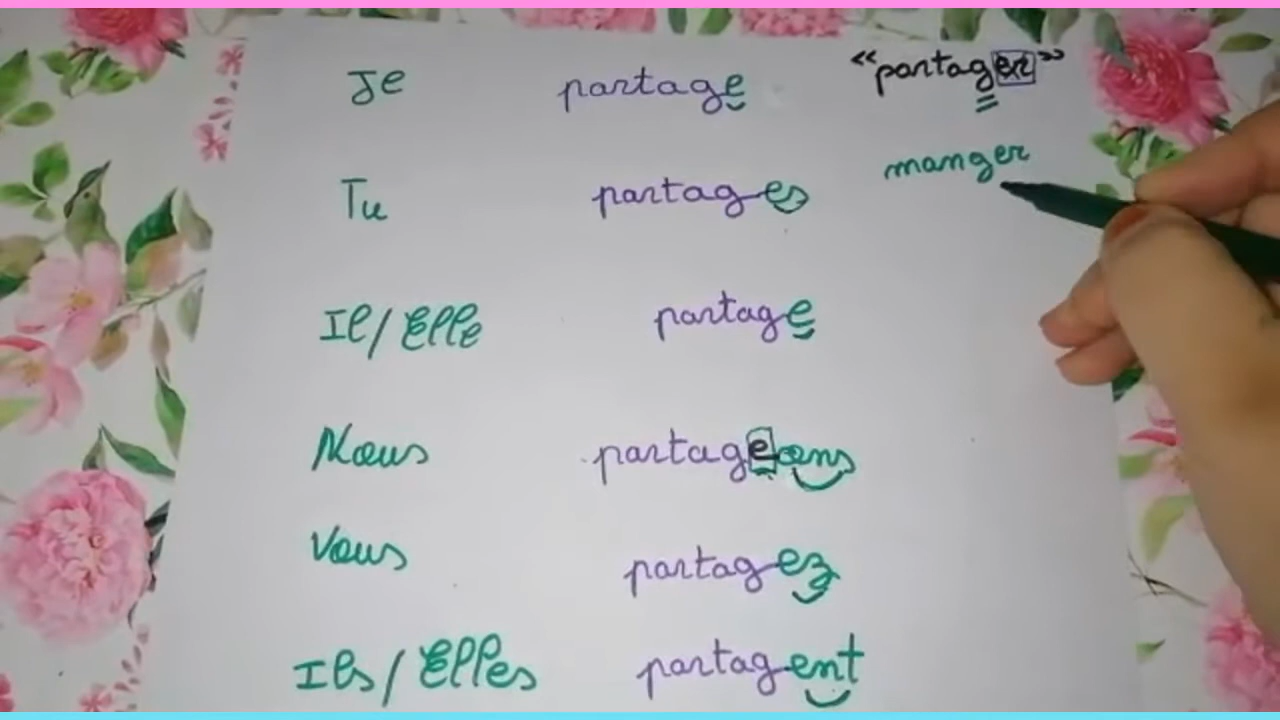 Je partage «partager»
Tu partages manger
Il/Elle partage
Nous partageons
Vous partagez
Ils/Elles partagent